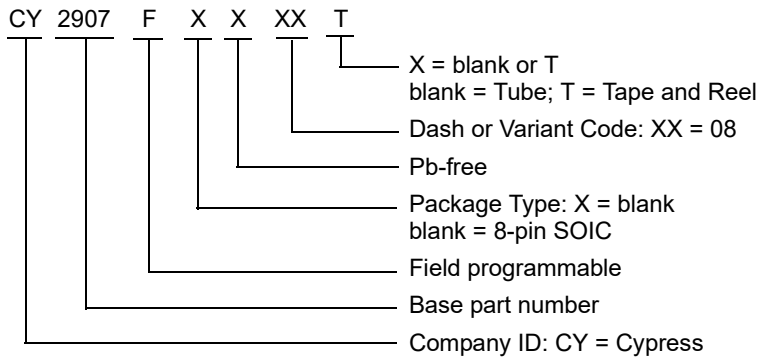 CY 2907 F X X XX T
X = blank or T
blank = Tube; T = Tape and Reel
Dash or Variant Code: XX = 08
Pb-free
Package Type: X = blank
blank = 8-pin SOIC
Field programmable
Base part number
Company ID: CY = Cypress